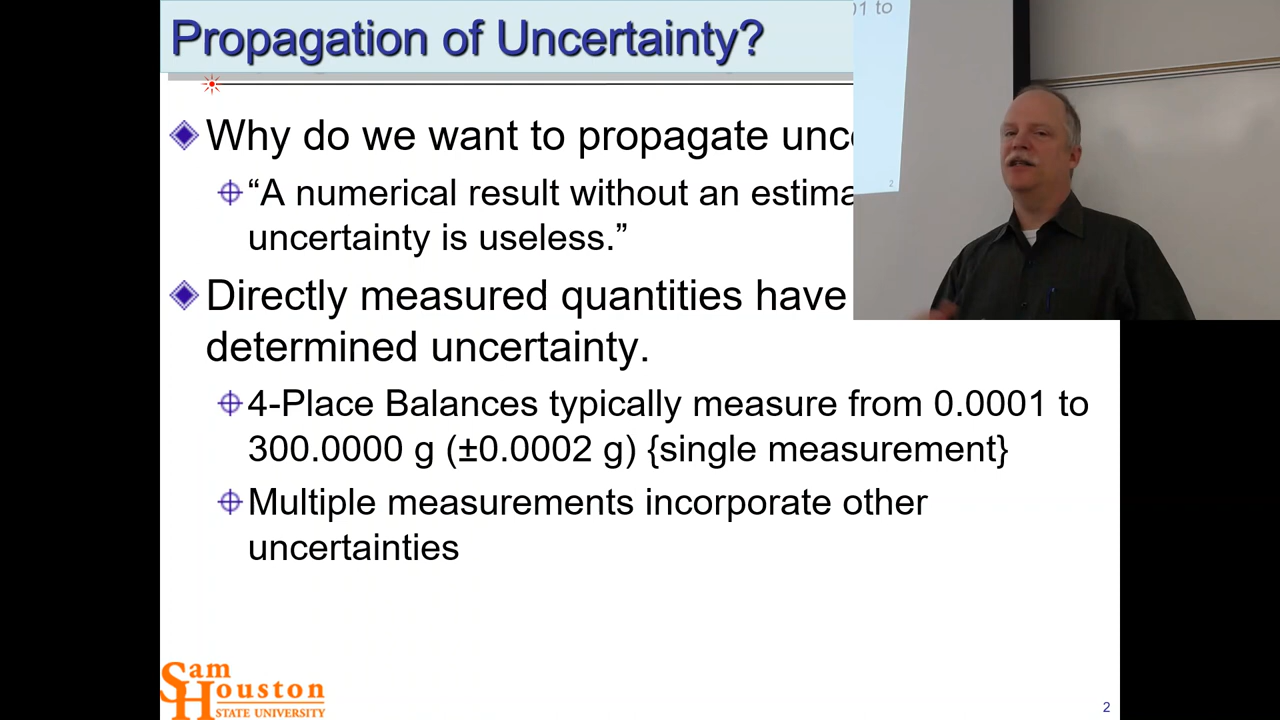 Propagation of Uncertainty?
Why do we want to propagate
“A numerical result without an
uncertainty is useless.”
Directly measured quantities have
determined uncertainty.
4-Place Balances typically measure from 0.0001 to
300.0000 g (±0.0002 g) {single measurement}
Multiple measurements incorporate other
uncertainties
Sam
Houston
STATE UNIVERSITY
2
to
2